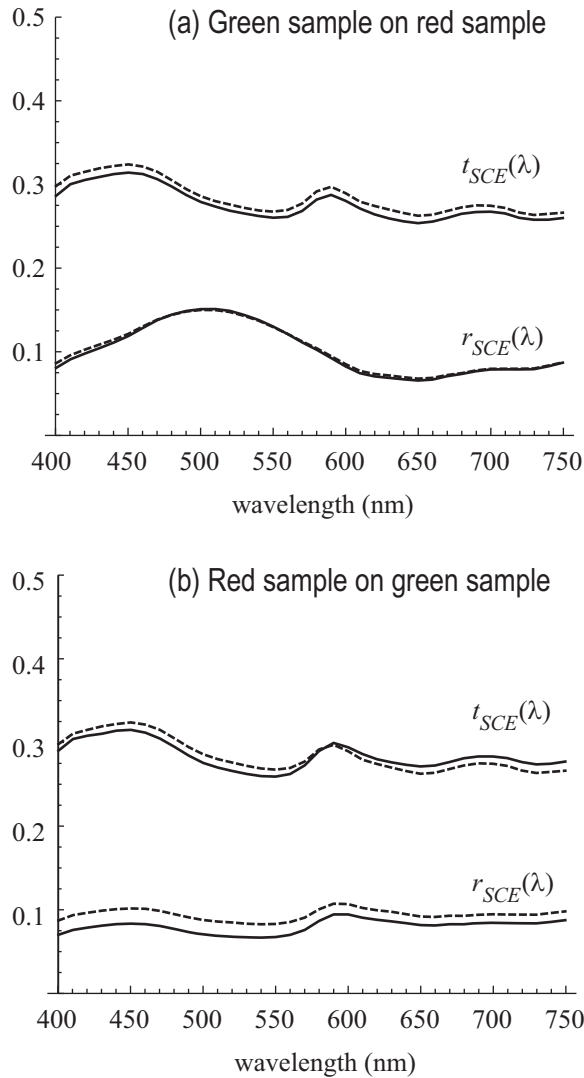 (a) Green sample on red sample
0.5
0.4
0.3
0.2
0.1
t_SCE(λ)
r_SCE(λ)
400 450 500 550 600 650 700 750
wavelength (nm)
(b) Red sample on green sample
0.5
0.4
0.3
0.2
0.1
t_SCE(λ)
r_SCE(λ)
400 450 500 550 600 650 700 750
wavelength (nm)